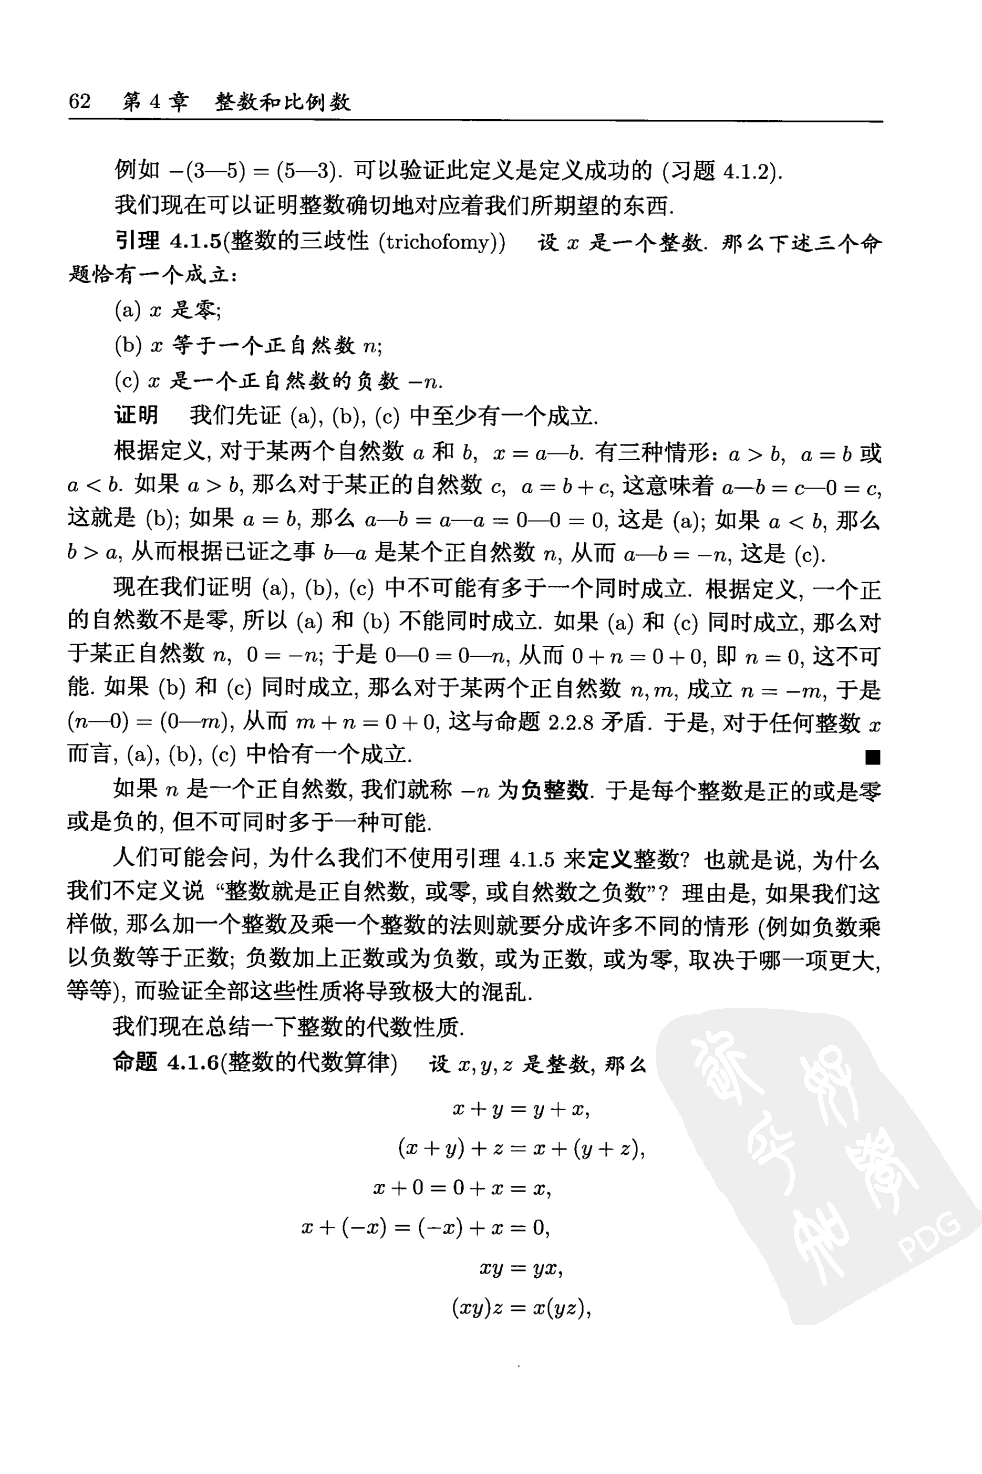 62 第 4 章 整数和比例数
例如 −(3—5) = (5—3). 可以验证此定义是定义成功的 (习题 4.1.2).
我们现在可以证明整数确切地对应着我们所期望的东西.
引理 4.1.5(整数的三歧性 (trichofomy)) 设 x 是一个整数. 那么下述三个命
题恰有一个成立:
(a) x 是零;
(b) x 等于一个正自然数 n;
(c) x 是一个正自然数的负数 −n.
证明 我们先证 (a), (b), (c) 中至少有一个成立.
根据定义, 对于某两个自然数 a 和 b, x = a—b. 有三种情形: a > b, a = b 或
a < b. 如果 a > b, 那么对于某正的自然数 c, a = b + c, 这意味着 a—b = c—0 = c,
这就是 (b); 如果 a = b, 那么 a—b = a—a = 0—0 = 0, 这是 (a); 如果 a < b, 那么
b > a, 从而根据已证之事 b—a 是某个正自然数 n, 从而 a—b = −n, 这是 (c).
现在我们证明 (a), (b), (c) 中不可能有多于一个同时成立. 根据定义, 一个正
的自然数不是零, 所以 (a) 和 (b) 不能同时成立. 如果 (a) 和 (c) 同时成立, 那么对
于某正自然数 n, 0 = −n; 于是 0—0 = 0—n, 从而 0 + n = 0 + 0, 即 n = 0, 这不可
能. 如果 (b) 和 (c) 同时成立, 那么对于某两个正自然数 n, m, 成立 n = −m, 于是
(n—0) = (0—m), 从而 m + n = 0 + 0, 这与命题 2.2.8 矛盾. 于是, 对于任何整数 x
而言, (a), (b), (c) 中恰有一个成立. ■
如果 n 是一个正自然数, 我们就称 −n 为负整数. 于是每个整数是正的或是零
或是负的, 但不可同时多于一种可能.
人们可能会问, 为什么我们不使用引理 4.1.5 来定义整数? 也就是说, 为什么
我们不定义说 “整数就是正自然数, 或零, 或自然数之负数”? 理由是, 如果我们这
样做, 那么加一个整数及乘一个整数的法则就要分成许多不同的情形 (例如负数乘
以负数等于正数; 负数加上正数或为负数, 或为正数, 或为零, 取决于哪一项更大,
等等), 而验证全部这些性质将导致极大的混乱.
我们现在总结一下整数的代数性质.
命题 4.1.6(整数的代数算律) 设 x, y, z 是整数, 那么
x + y = y + x,
(x + y) + z = x + (y + z),
x + 0 = 0 + x = x,
x + (−x) = (−x) + x = 0,
xy = yx,
(xy)z = x(yz),
PDG